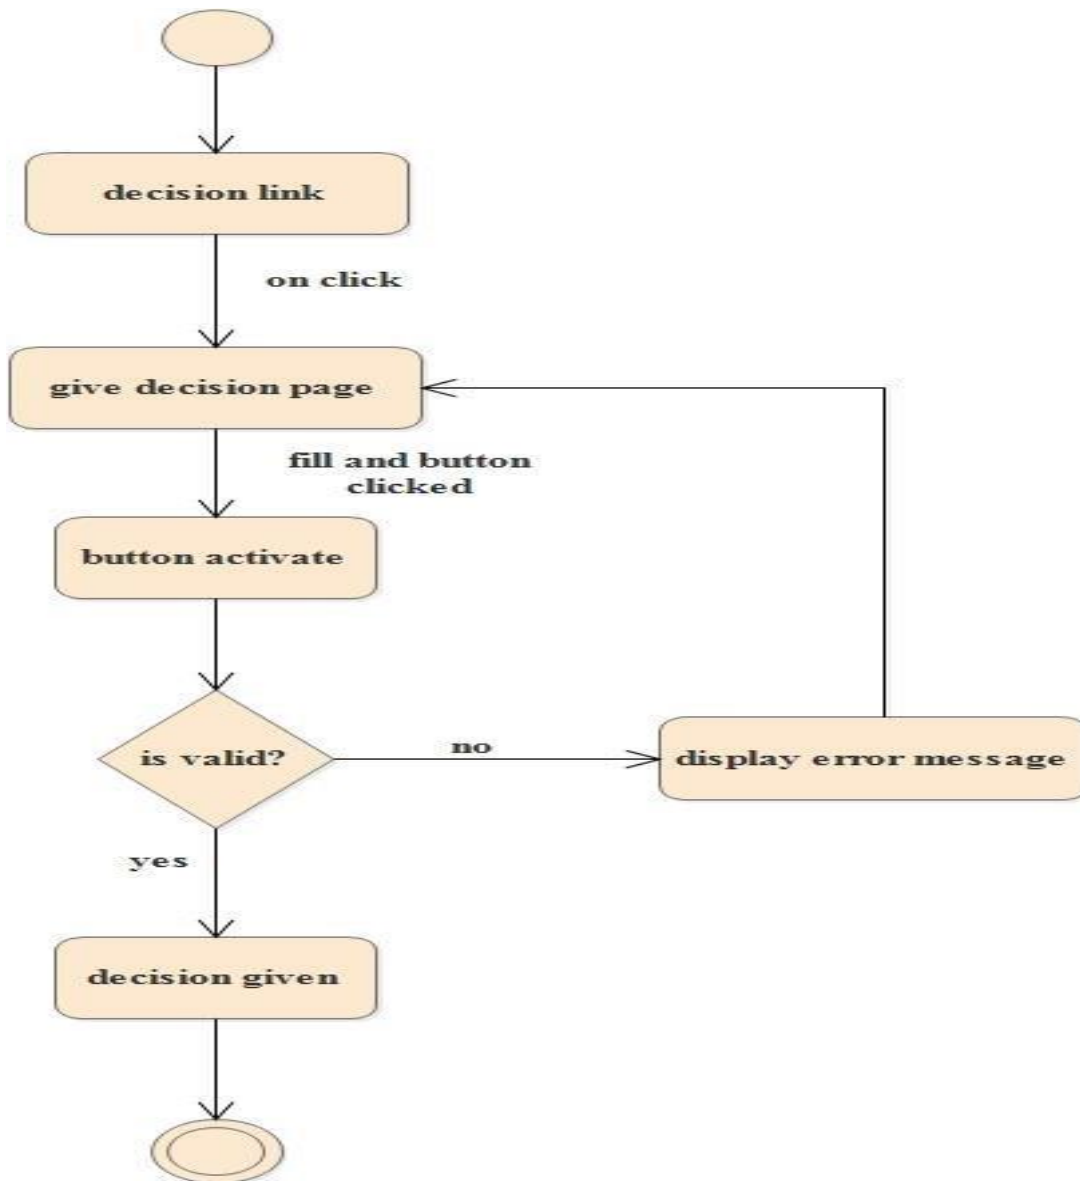 decision link
on click
give decision page
fill and button
clicked
button activate
is valid?
no
display error message
yes
decision given